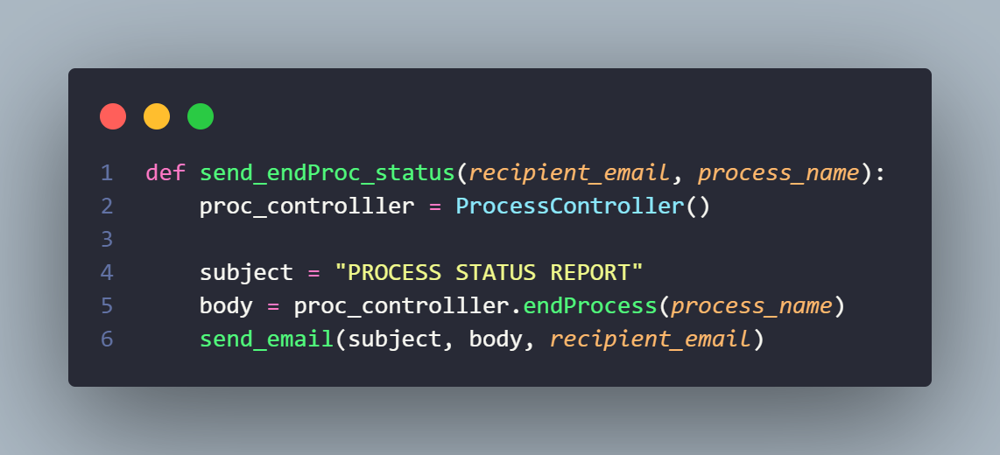 1 def send_endProc_status(recipient_email, process_name):
2     proc_controlller = ProcessController()
3
4     subject = "PROCESS STATUS REPORT"
5     body = proc_controlller.endProcess(process_name)
6     send_email(subject, body, recipient_email)